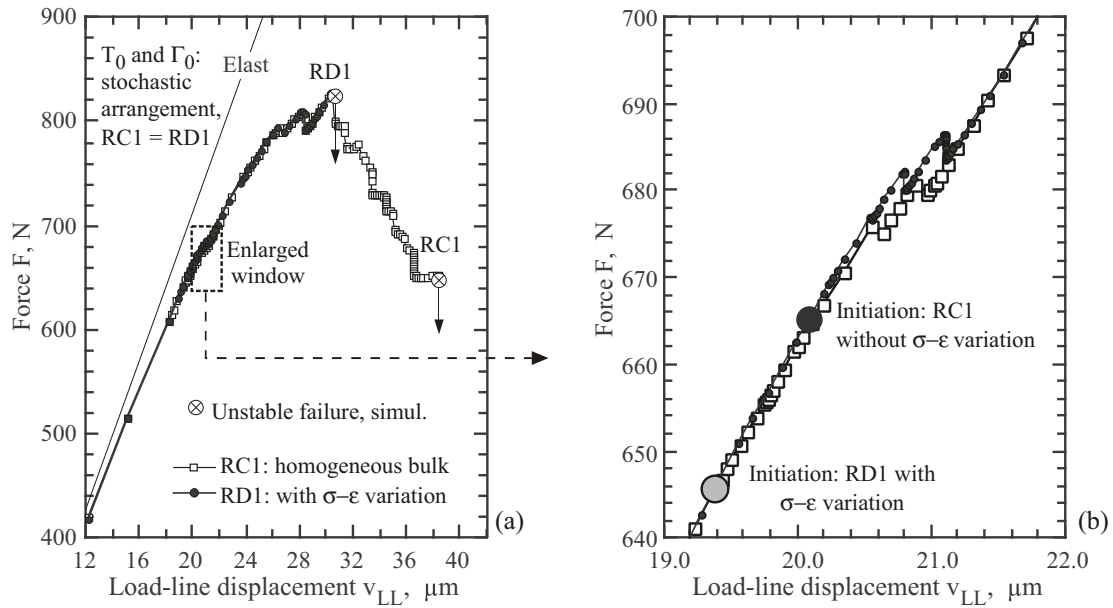 900
800
700
600
500
400
Force F, N
T₀ and Γ₀:
stochastic
arrangement,
RC1 = RD1
Elast
RD1
RC1
Enlarged
window
Unstable failure, simul.
RC1: homogeneous bulk
RD1: with σ–ε variation
(a)
12 16 20 24 28 32 36 40
Load-line displacement v_LL, μm
700
690
680
670
660
650
640
Force F, N
Initiation: RC1
without σ–ε variation
Initiation: RD1 with
σ–ε variation
(b)
19.0 20.0 21.0 22.0
Load-line displacement v_LL, μm